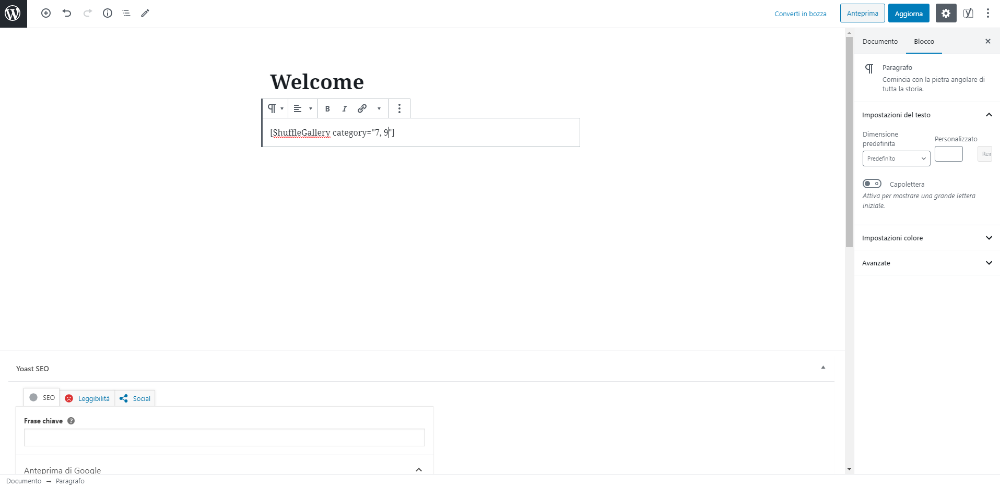 Converti in bozza
Anteprima
Aggiorna
Documento
Blocco
Welcome
B I
[ShuffleGallery category="7, 9"]
Paragrafo
Comincia con la pietra angolare di
tutta la storia.
Impostazioni del testo
Dimensione
predefinita
Personalizzato
Predefinito
Rei
Capolettera
Attiva per mostrare una grande lettera
iniziale.
Impostazioni colore
Avanzate
Yoast SEO
SEO
Leggibilità
Social
Frase chiave ?
Anteprima di Google
Documento → Paragrafo